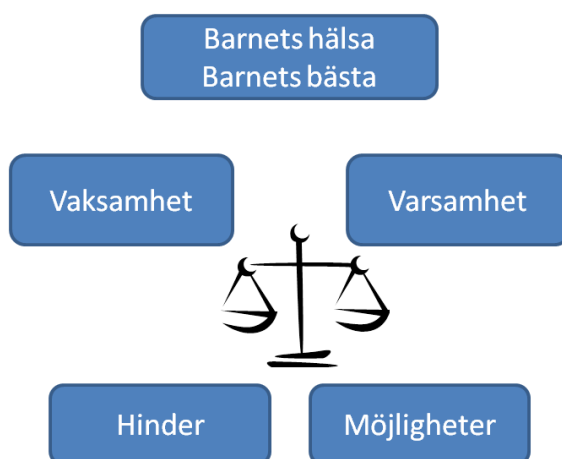 Barnets hälsa
Barnets bästa
Vaksamhet
Varsamhet
Hinder
Möjligheter